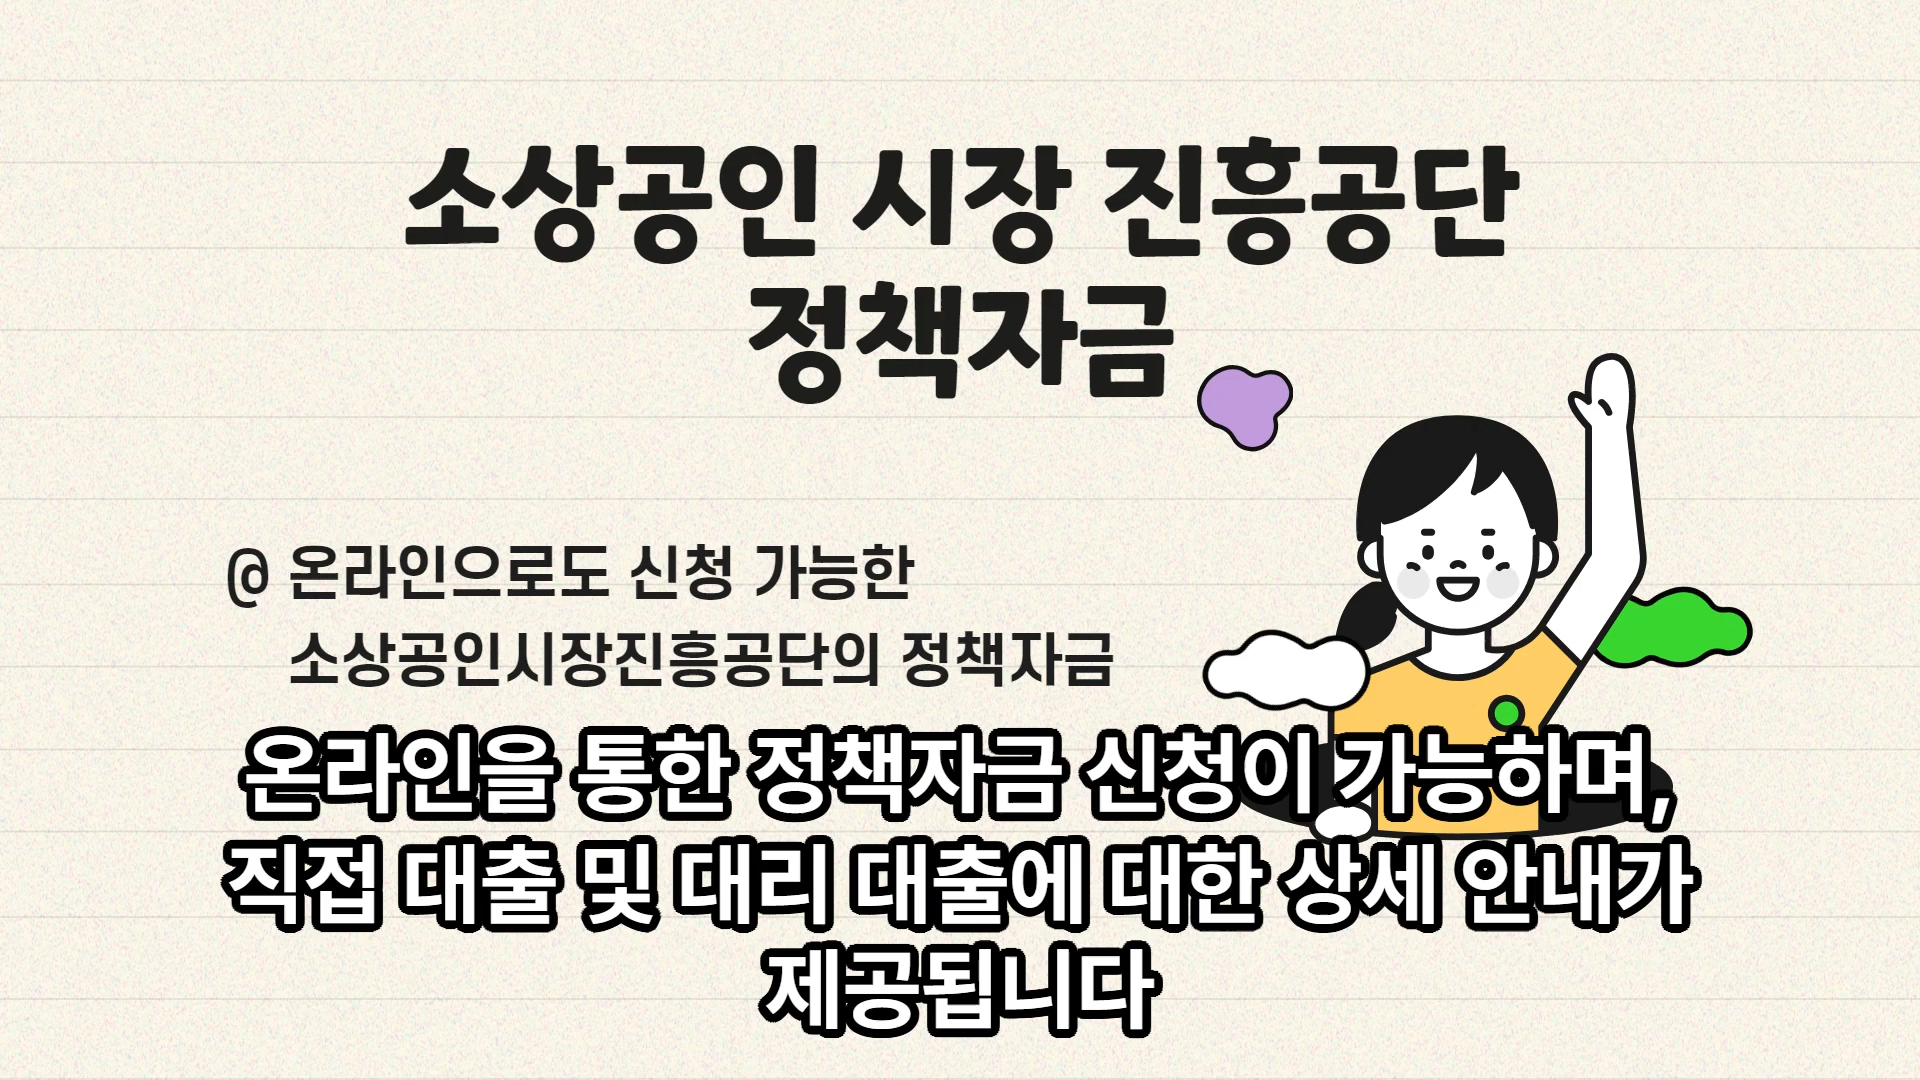 소상공인 시장 진흥공단
정책자금
@ 온라인으로도 신청 가능한
소상공인시장진흥공단의 정책자금
온라인을 통한 정책자금 신청이 가능하며,
직접 대출 및 대리 대출에 대한 상세 안내가
제공됩니다